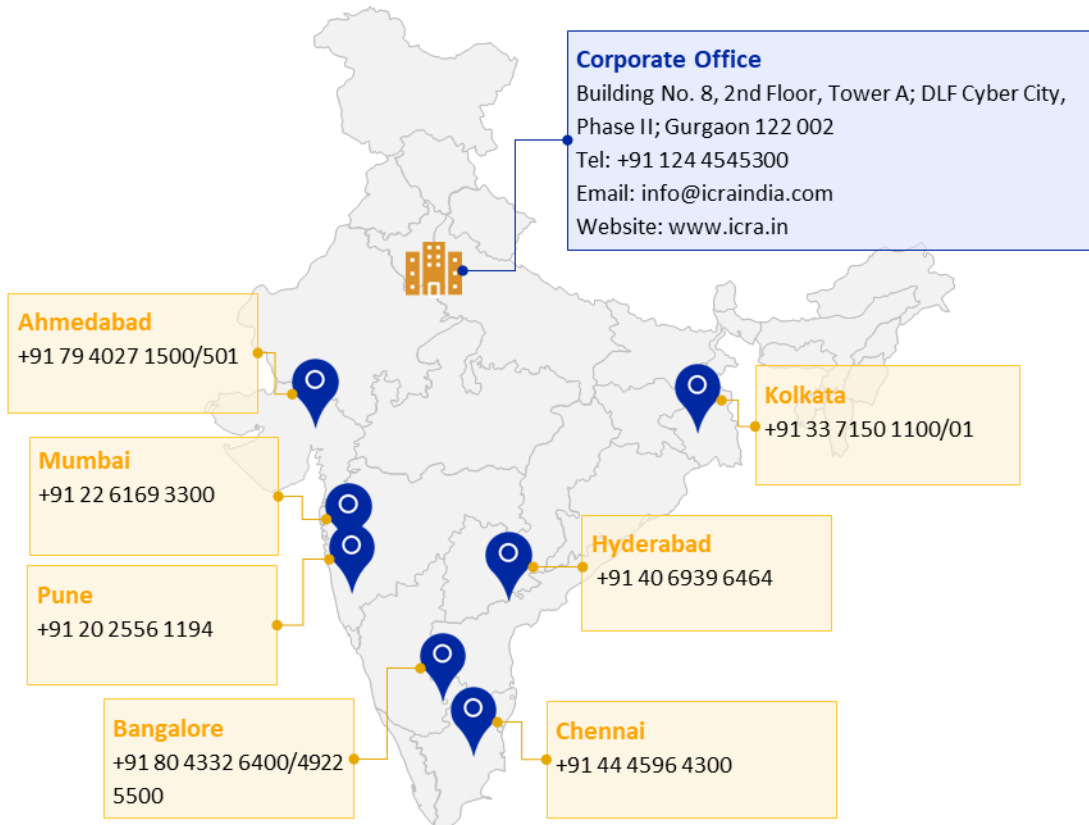 Corporate Office
Building No. 8, 2nd Floor, Tower A; DLF Cyber City,
Phase II; Gurgaon 122 002
Tel: +91 124 4545300
Email: info@icraindia.com
Website: www.icra.in
Ahmedabad
+91 79 4027 1500/501
Kolkata
+91 33 7150 1100/01
Mumbai
+91 22 6169 3300
Hyderabad
+91 40 6939 6464
Pune
+91 20 2556 1194
Bangalore
+91 80 4332 6400/4922
5500
Chennai
+91 44 4596 4300